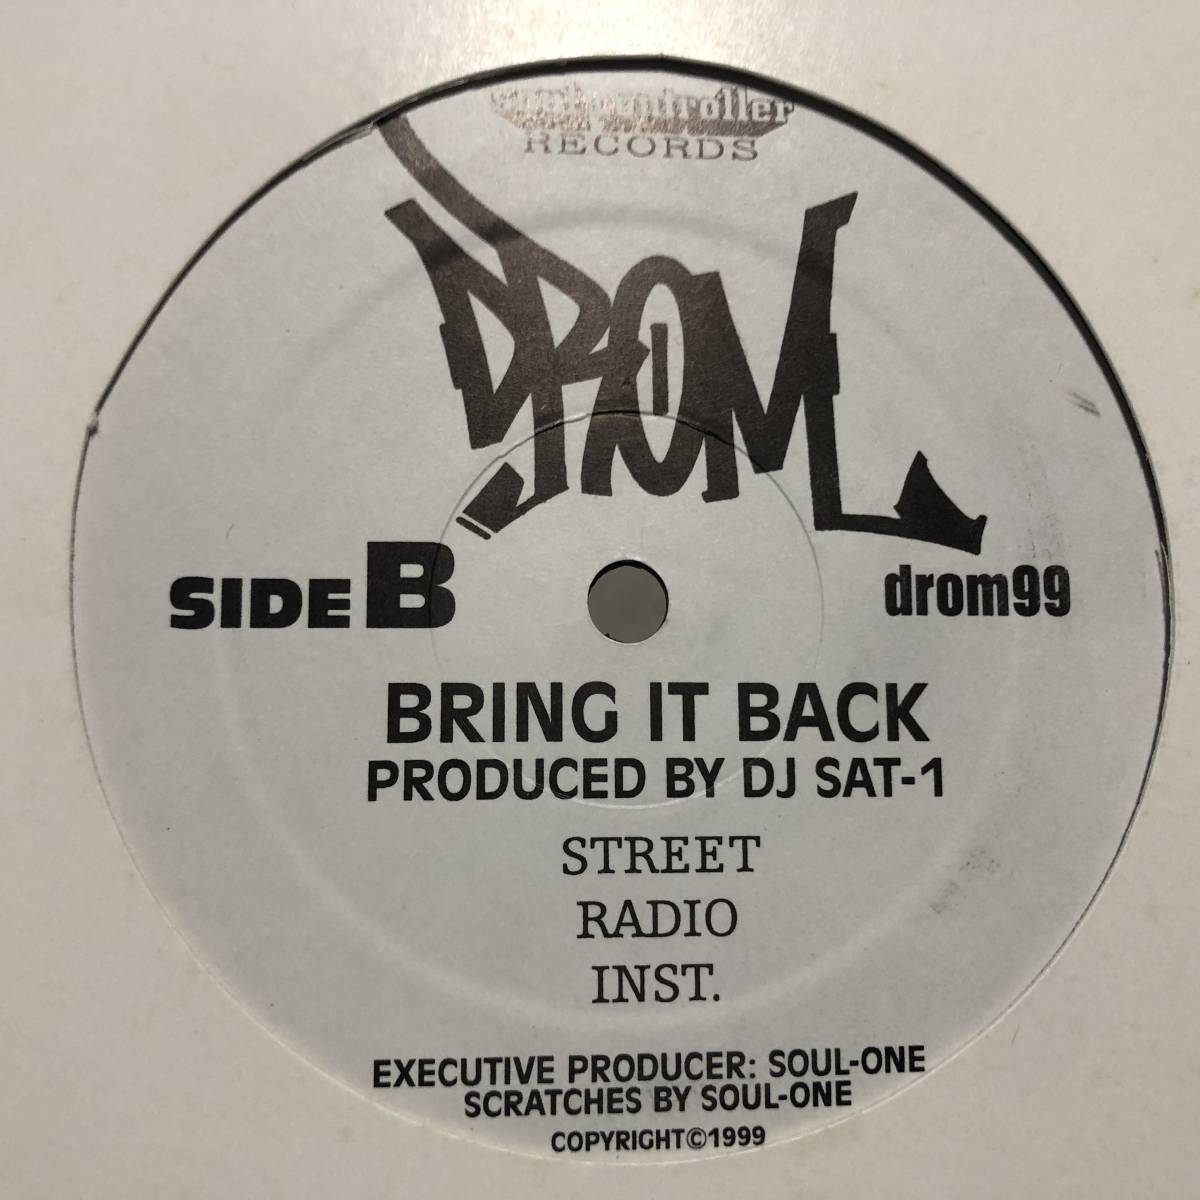 RECORDS
DROM
SIDE B
drom99
BRING IT BACK
PRODUCED BY DJ SAT-1
STREET
RADIO
INST.
EXECUTIVE PRODUCER: SOUL-ONE
SCRATCHES BY SOUL-ONE
COPYRIGHT©1999